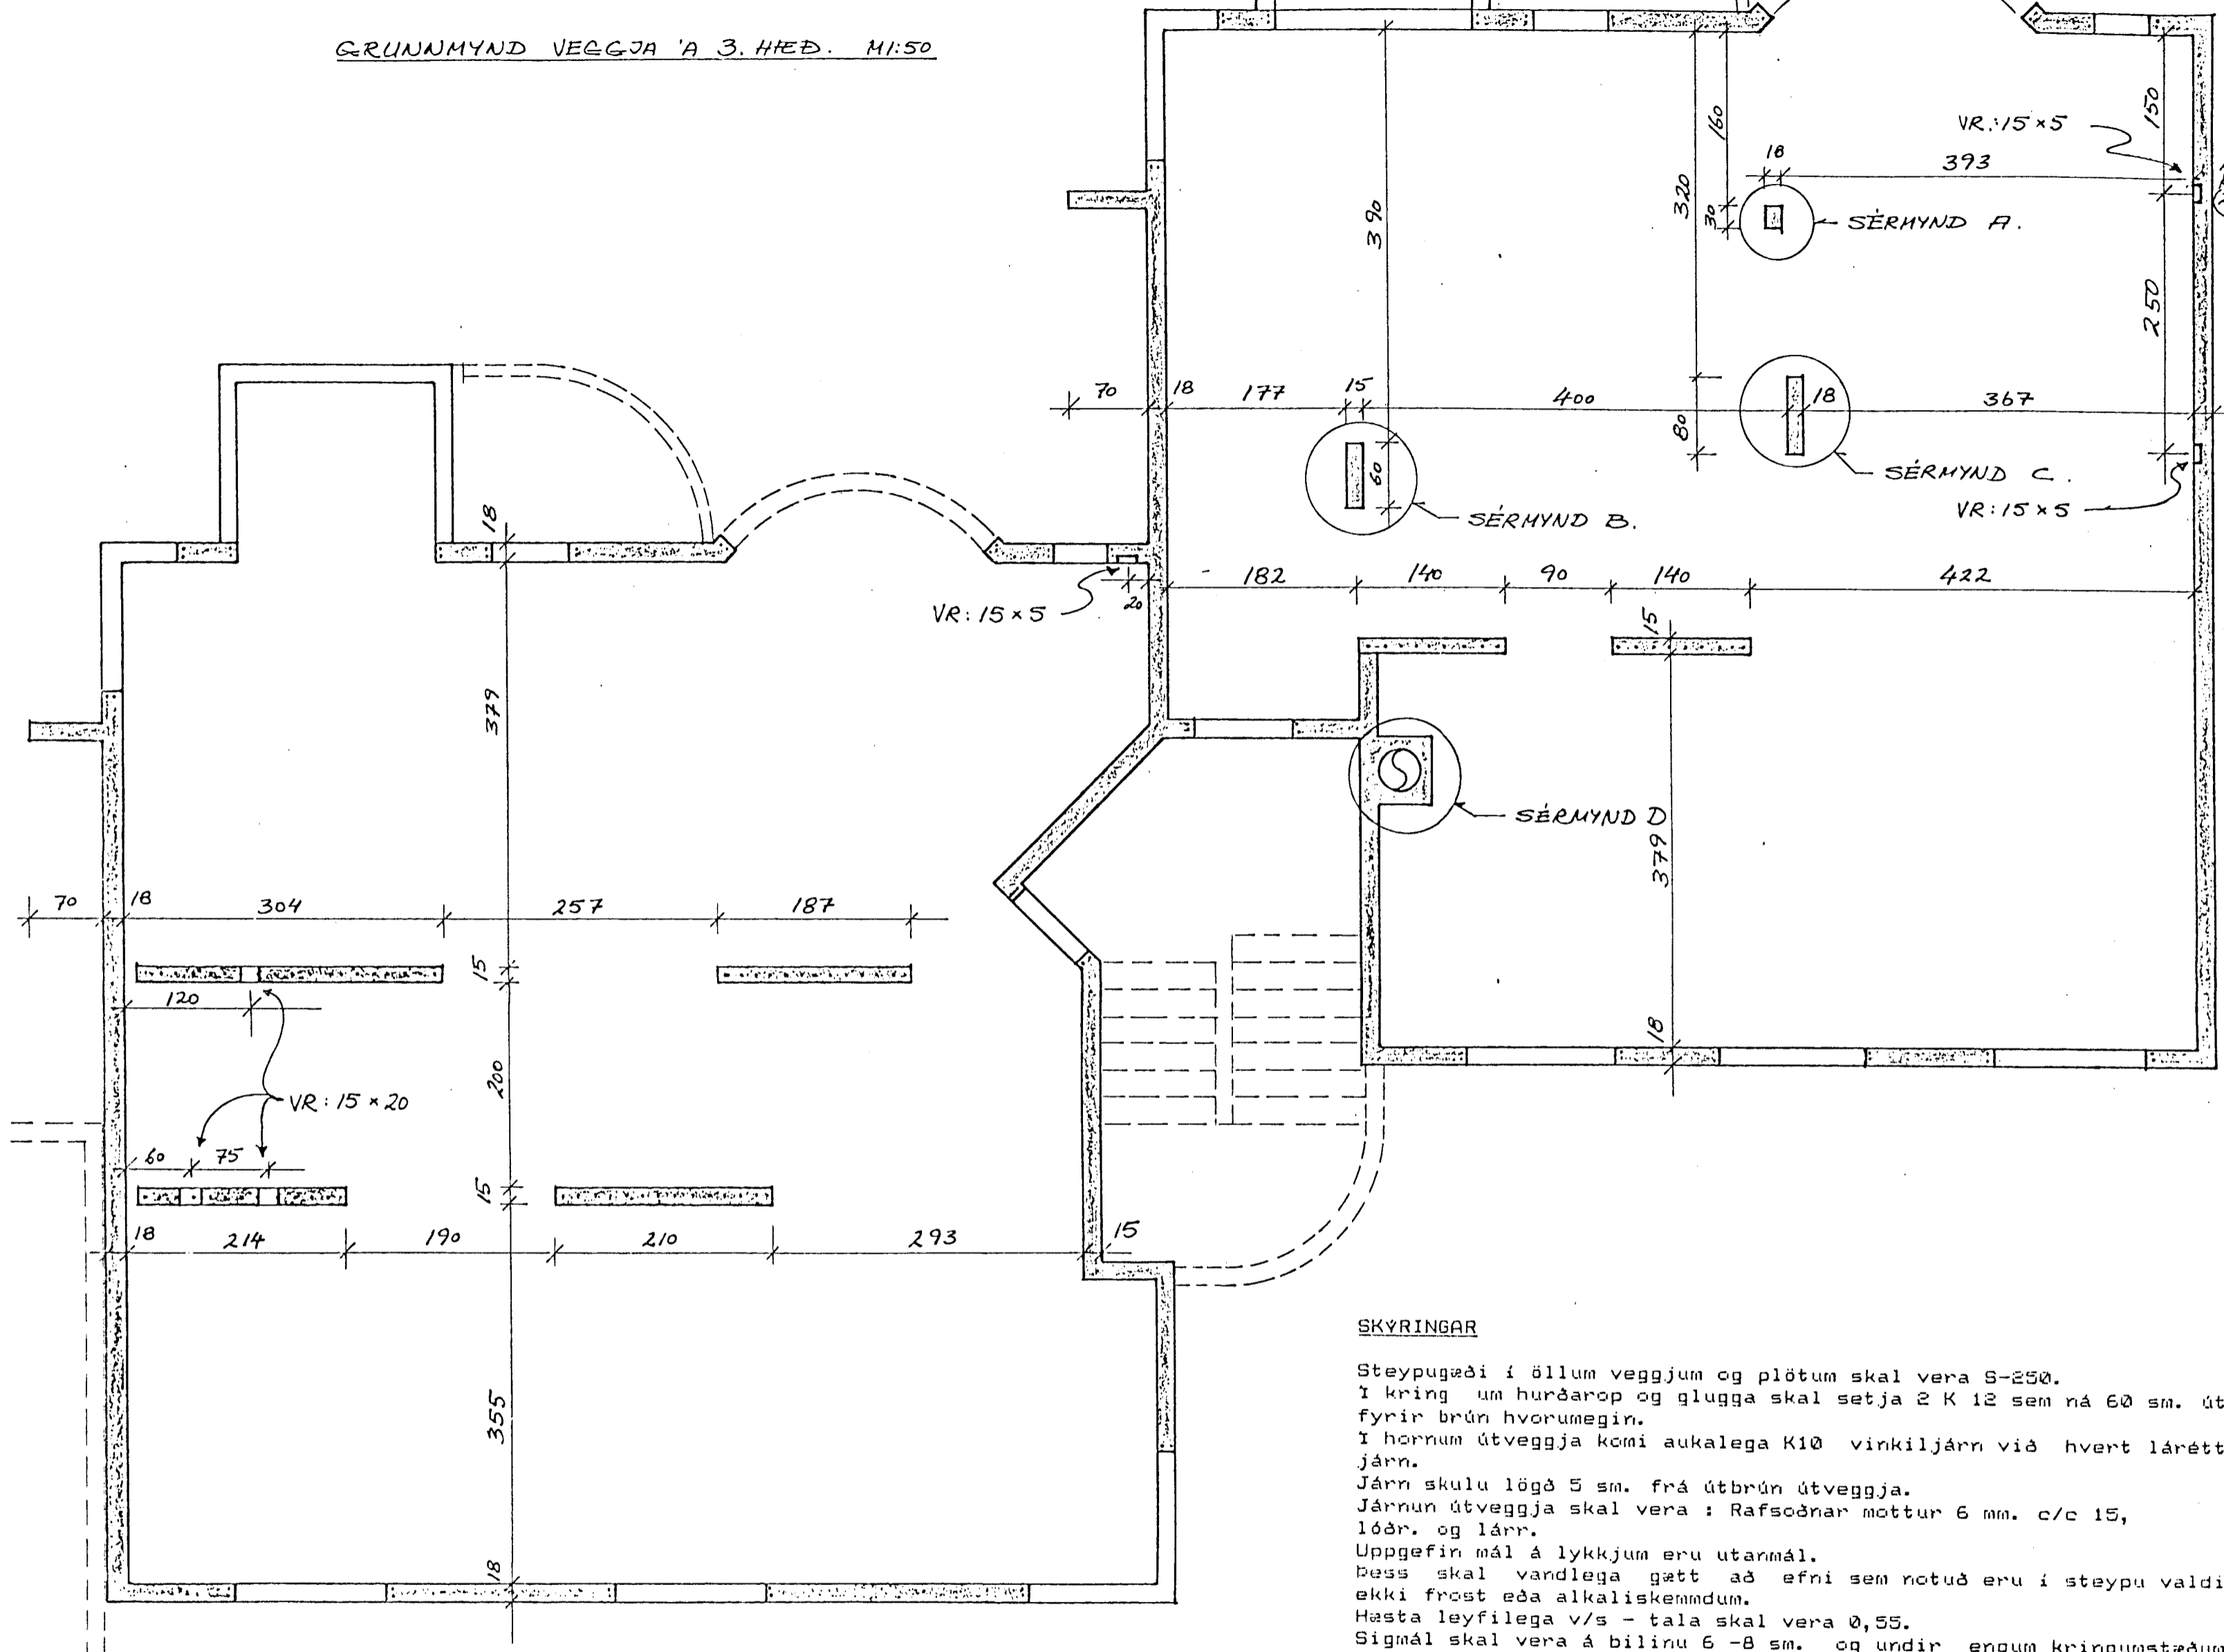 GRUNNMYND VEGGJA Á 3. HÆÐ. M1:50
150
VR.:15×5
160
18
393
320
30
390
SÉRMYND A.
250
70
18
177
15
400
18
367
80
60
SÉRMYND C.
VR:15×5
SÉRMYND B.
18
VR:15×5
20
182
140
90
140
422
15
379
SÉRMYND D
379
70
18
304
257
187
15
120
18
200
VR:15×20
60
75
15
18
214
190
210
293
15
355
18
SKÝRINGAR
Steypugæði í öllum veggjum og plötum skal vera S-250.
Í kring um hurðarop og glugga skal setja 2 K 12 sem ná 60 sm. út
fyrir brún hvorumegin.
Í hornum útveggja komi aukalega K10 vinkiljárn við hvert lárétt
járn.
Járn skulu lögð 5 sm. frá útbrún útveggja.
Járnun útveggja skal vera : Rafsoðnar mottur 6 mm. c/c 15,
lóðr. og lárr.
Uppgefin mál á lykkjum eru utanmál.
Þess skal vandlega gætt að efni sem notuð eru í steypu valdi
ekki frost eða alkaliskemmdum.
Hæsta leyfilega v/s - tala skal vera 0,55.
Sigmál skal vera á bilinu 6 -8 sm. og undir engum kringumstæðum